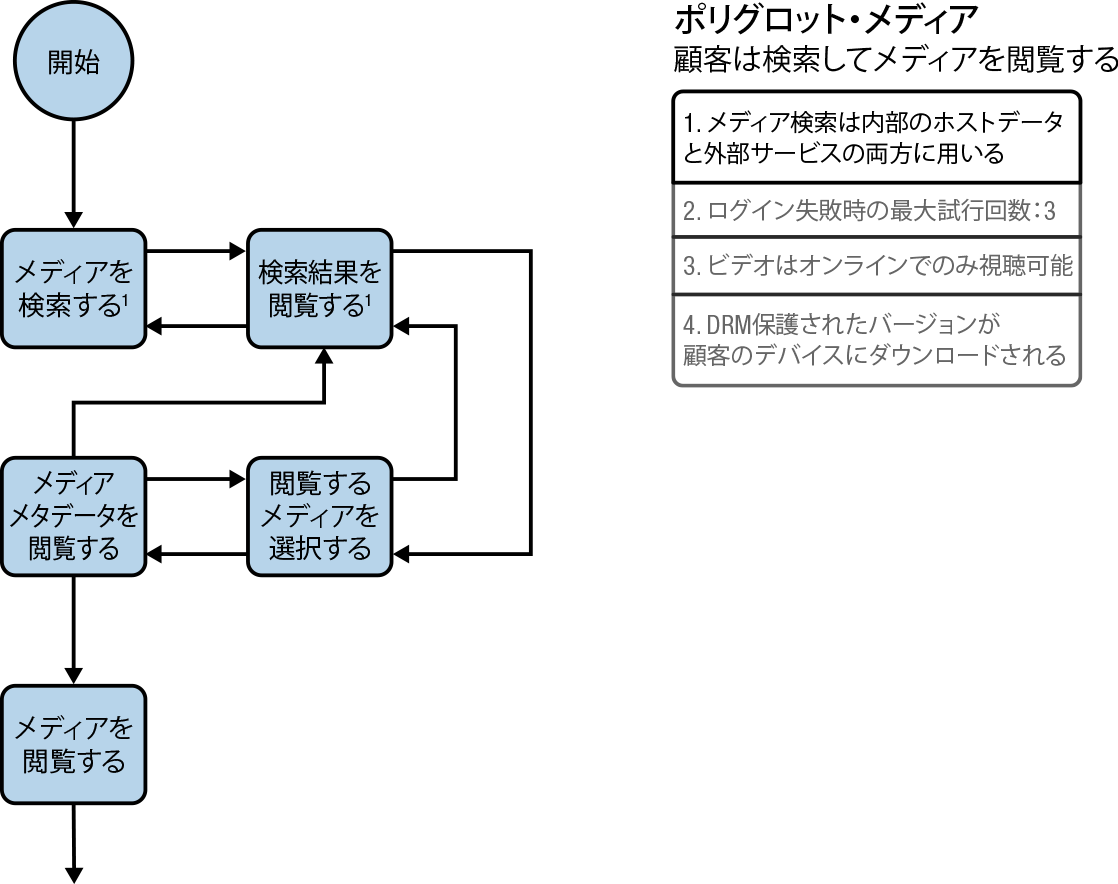 開始
ポリグロット・メディア
顧客は検索してメディアを閲覧する
1. メディア検索は内部のホストデータ
と外部サービスの両方に用いる
2. ログイン失敗時の最大試行回数：3
3. ビデオはオンラインでのみ視聴可能
4. DRM保護されたバージョンが
顧客のデバイスにダウンロードされる
メディアを
検索する¹
検索結果を
閲覧する¹
メディア
メタデータを
閲覧する
閲覧する
メディアを
選択する
メディアを
閲覧する